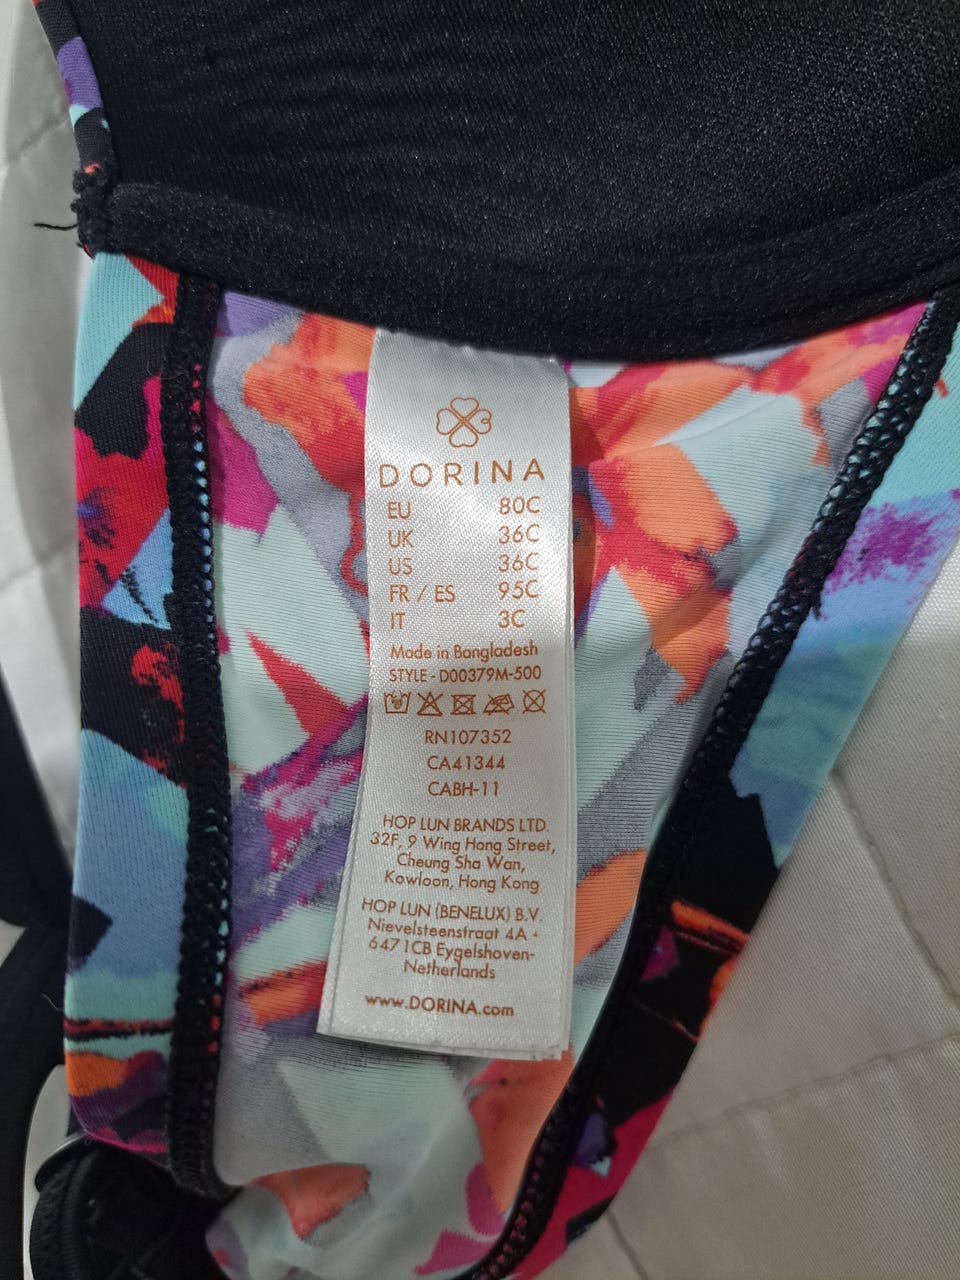 DORINA
EU 80C
UK 36C
US 36C
FR / ES 95C
IT 3C
Made in Bangladesh
STYLE - D00379M-500
RN107352
CA41344
CABH-11
HOP LUN BRANDS LTD.
32F, 9 Wing Hong Street,
Cheung Sha Wan,
Kowloon, Hong Kong
HOP LUN (BENELUX) B.V.
Nievelsteenstraat 4A -
6471CB Eygelshoven-
Netherlands
www.DORINA.com